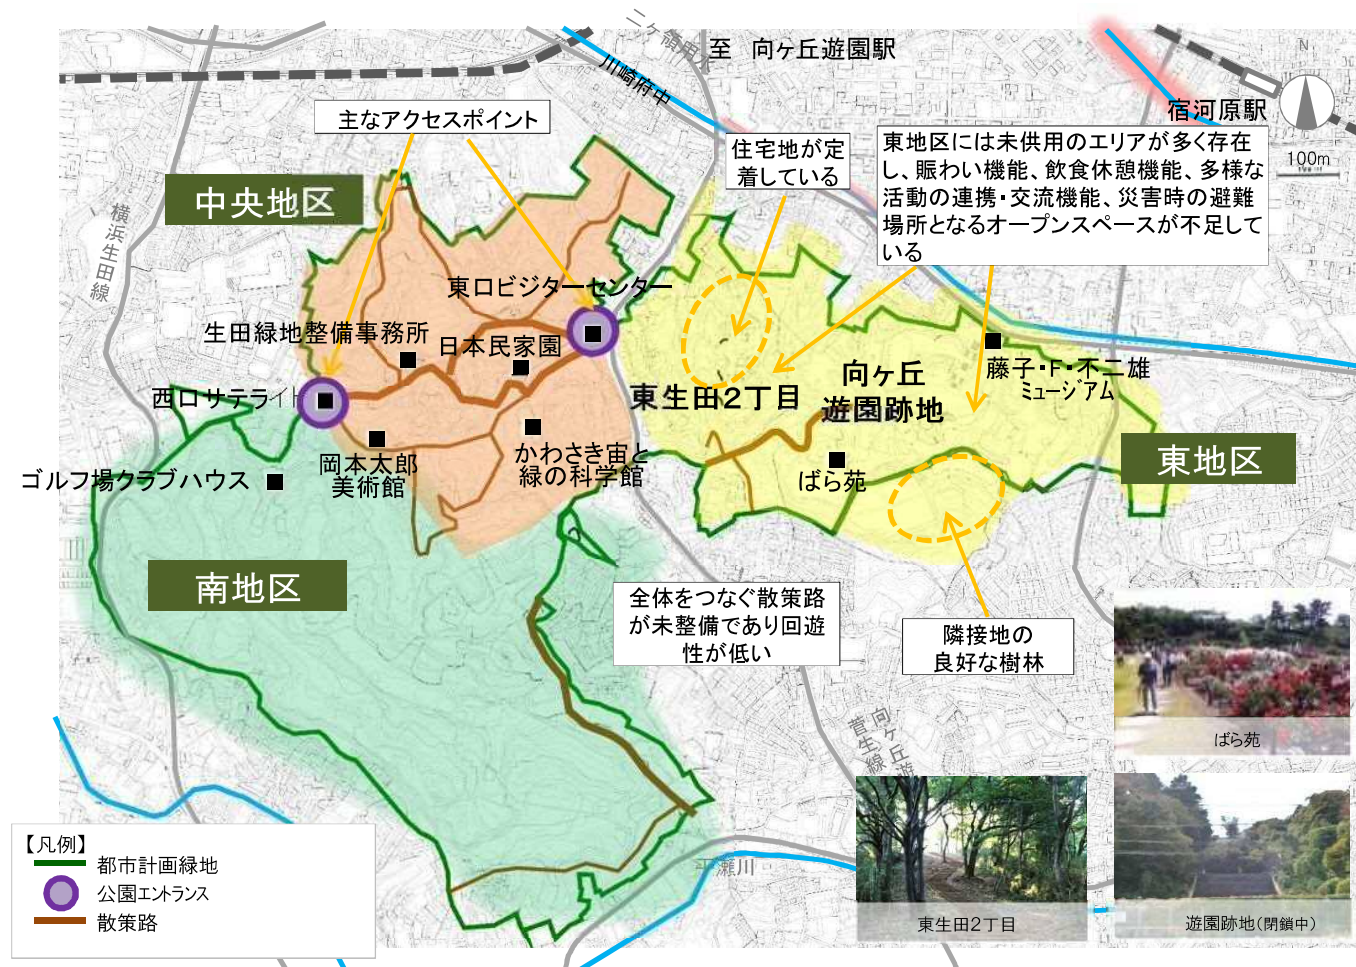 二ヶ領用水
至 向ヶ丘遊園駅
川崎府中
宿河原駅
N
100m
主なアクセスポイント
住宅地が定
着している
東地区には未供用のエリアが多く存在
し、賑わい機能、飲食休憩機能、多様な
活動の連携・交流機能、災害時の避難
場所となるオープンスペースが不足して
いる
中央地区
横浜生田線
東口ビジターセンター
生田緑地整備事務所
日本民家園
西口サテライト
東生田2丁目
向ヶ丘
遊園跡地
藤子・F・不二雄
ミュージアム
東地区
岡本太郎
美術館
かわさき宙と
緑の科学館
ばら苑
ゴルフ場クラブハウス
南地区
全体をつなぐ散策路
が未整備であり回遊
性が低い
隣接地の
良好な樹林
向ヶ丘遊
菅生線
平瀬川
ばら苑
東生田2丁目
遊園跡地(閉鎖中)
【凡例】
都市計画緑地
公園エントランス
散策路